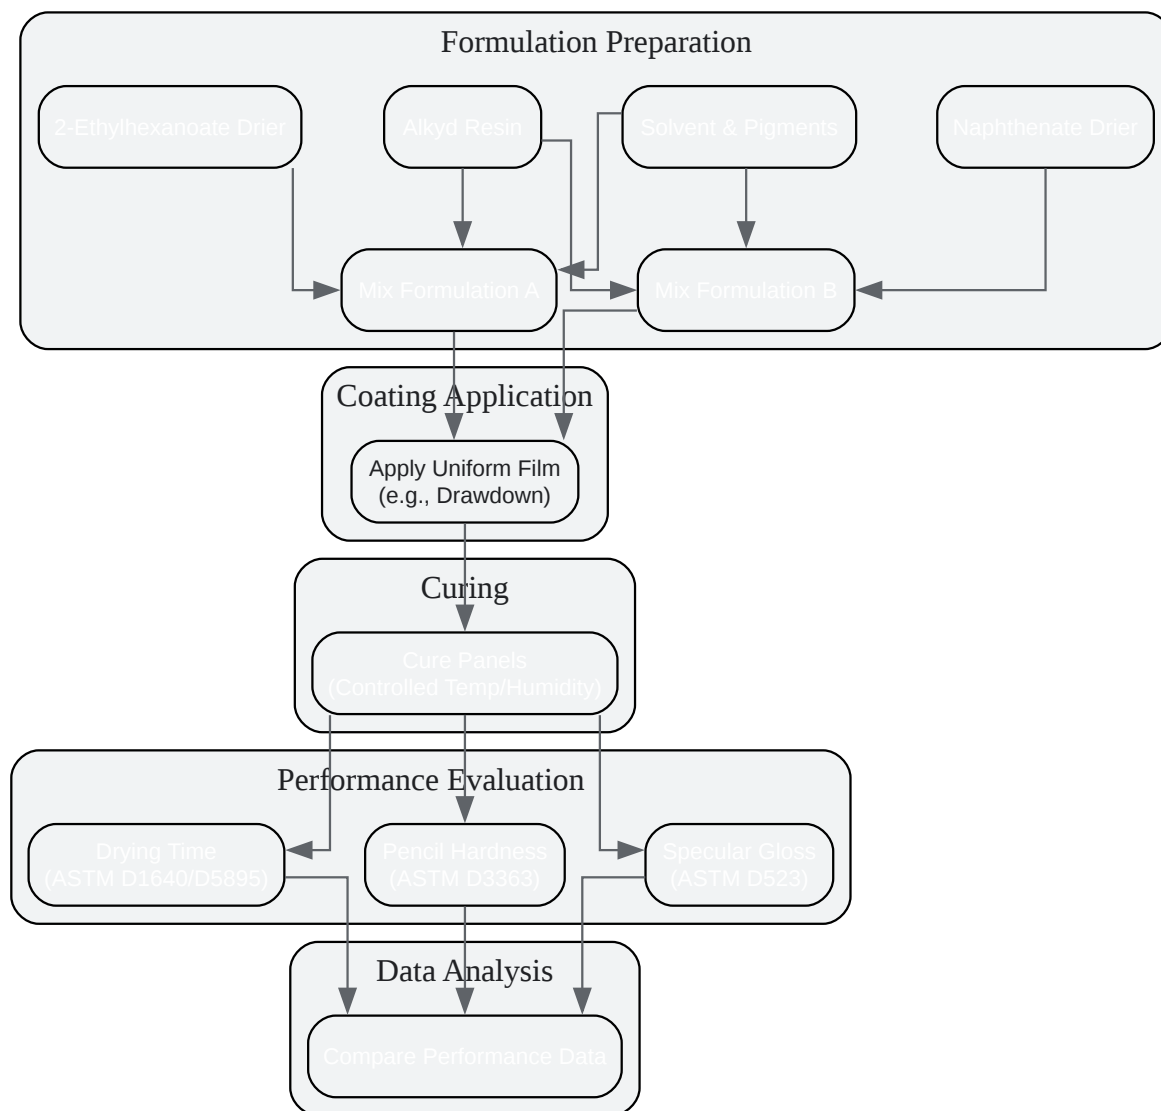 Formulation Preparation
2-Ethylhexanoate Drier
Alkyd Resin
Solvent & Pigments
Naphthenate Drier
Mix Formulation A
Mix Formulation B
Coating Application
Apply Uniform Film
(e.g., Drawdown)
Curing
Cure Panels
(Controlled Temp/Humidity)
Performance Evaluation
Drying Time
(ASTM D1640/D5895)
Pencil Hardness
(ASTM D3363)
Specular Gloss
(ASTM D523)
Data Analysis
Compare Performance Data